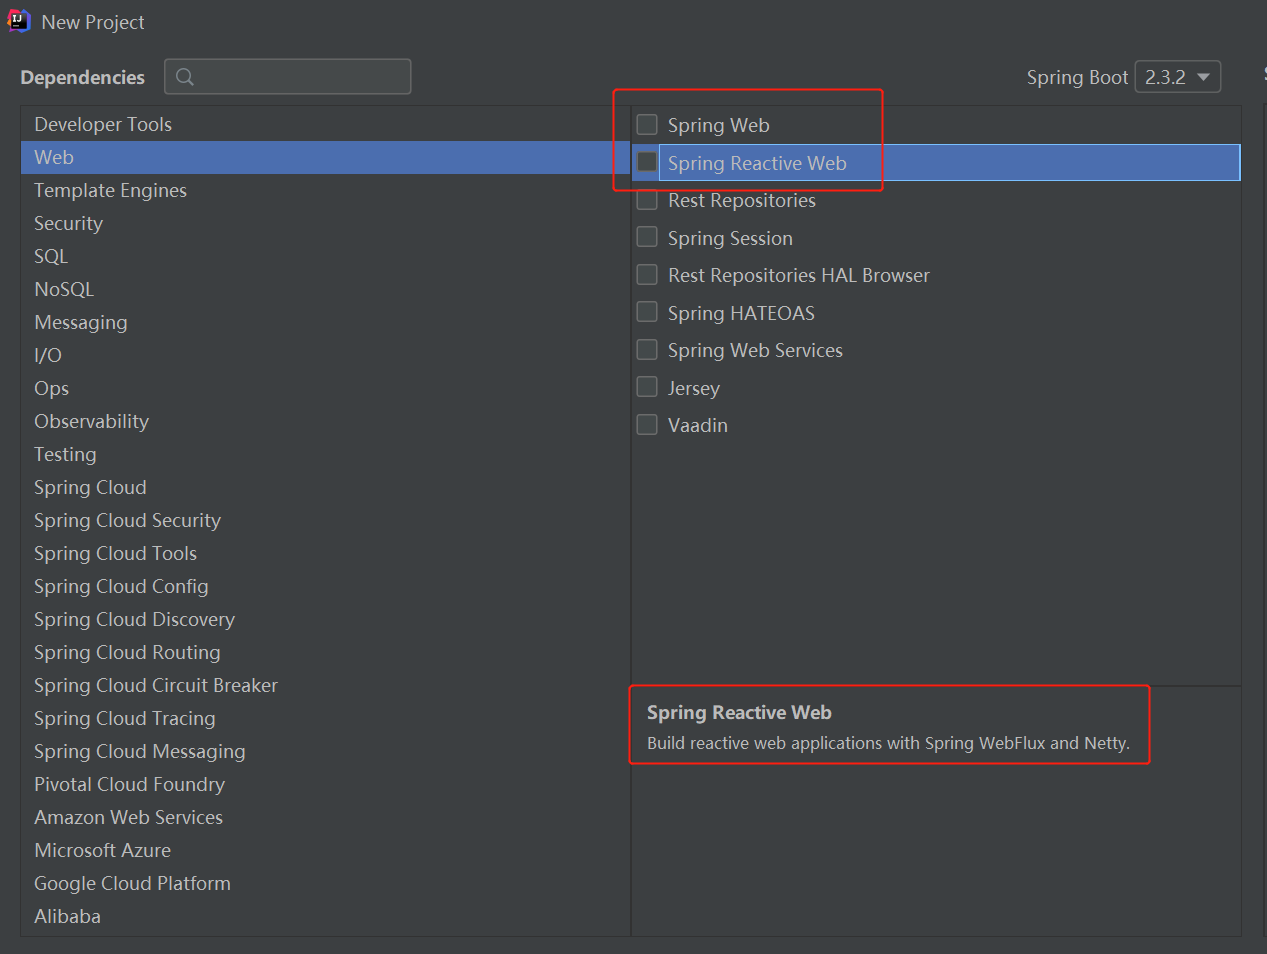 New Project
Dependencies
Spring Boot 2.3.2
Developer Tools
Web
Template Engines
Security
SQL
NoSQL
Messaging
I/O
Ops
Observability
Testing
Spring Cloud
Spring Cloud Security
Spring Cloud Tools
Spring Cloud Config
Spring Cloud Discovery
Spring Cloud Routing
Spring Cloud Circuit Breaker
Spring Cloud Tracing
Spring Cloud Messaging
Pivotal Cloud Foundry
Amazon Web Services
Microsoft Azure
Google Cloud Platform
Alibaba
Spring Web
Spring Reactive Web
Rest Repositories
Spring Session
Rest Repositories HAL Browser
Spring HATEOAS
Spring Web Services
Jersey
Vaadin
Spring Reactive Web
Build reactive web applications with Spring WebFlux and Netty.